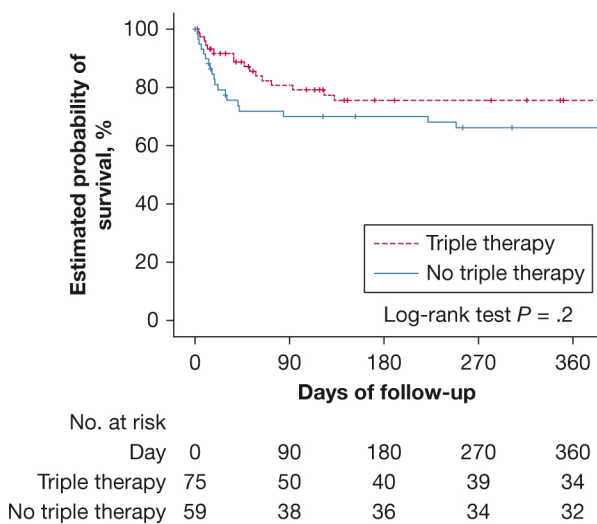 Estimated probability of
survival, %
100
80
60
40
20
0
Triple therapy
No triple therapy
Log-rank test P = .2
0 90 180 270 360
Days of follow-up
No. at risk
Day 0 90 180 270 360
Triple therapy 75 50 40 39 34
No triple therapy 59 38 36 34 32